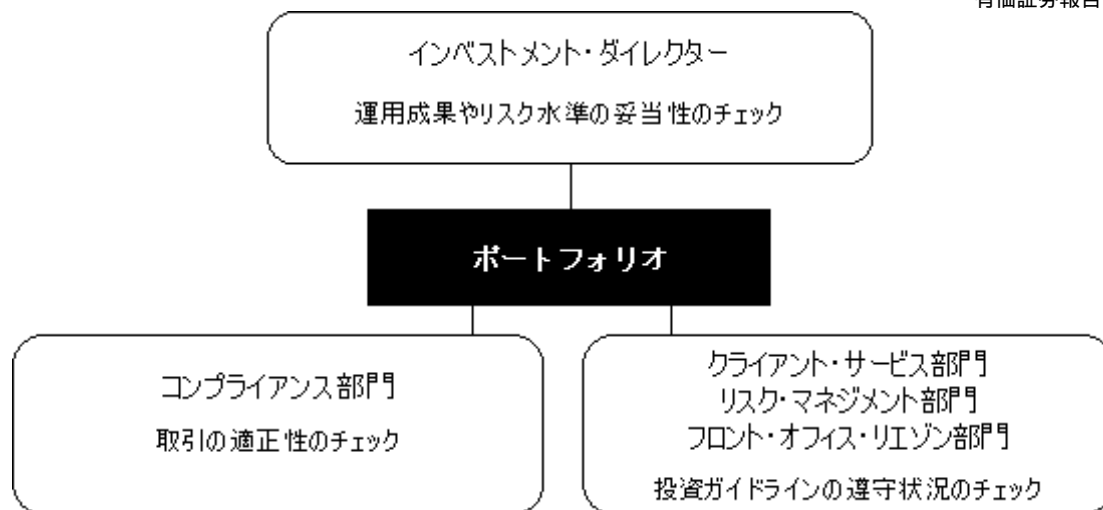 インベストメント・ダイレクター
運用成果やリスク水準の妥当性のチェック
ポートフォリオ
コンプライアンス部門
取引の適正性のチェック
クライアント・サービス部門
リスク・マネジメント部門
フロント・オフィス・リエゾン部門
投資ガイドラインの遵守状況のチェック